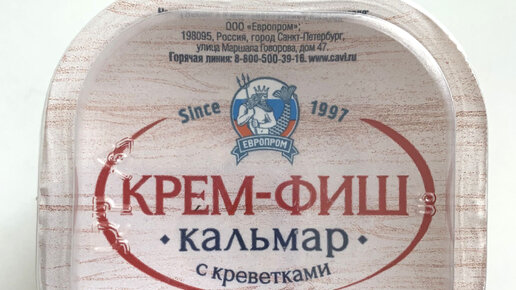 ООО «Европром»;
198095, Россия, город Санкт-Петербург,
улица Маршала Говорова, дом 47.
Горячая линия: 8-600-500-39-16. www.cavi.ru
Since 1997
ЕВРОПРОМ
КРЕМ-ФИШ
• кальмар •
с креветками